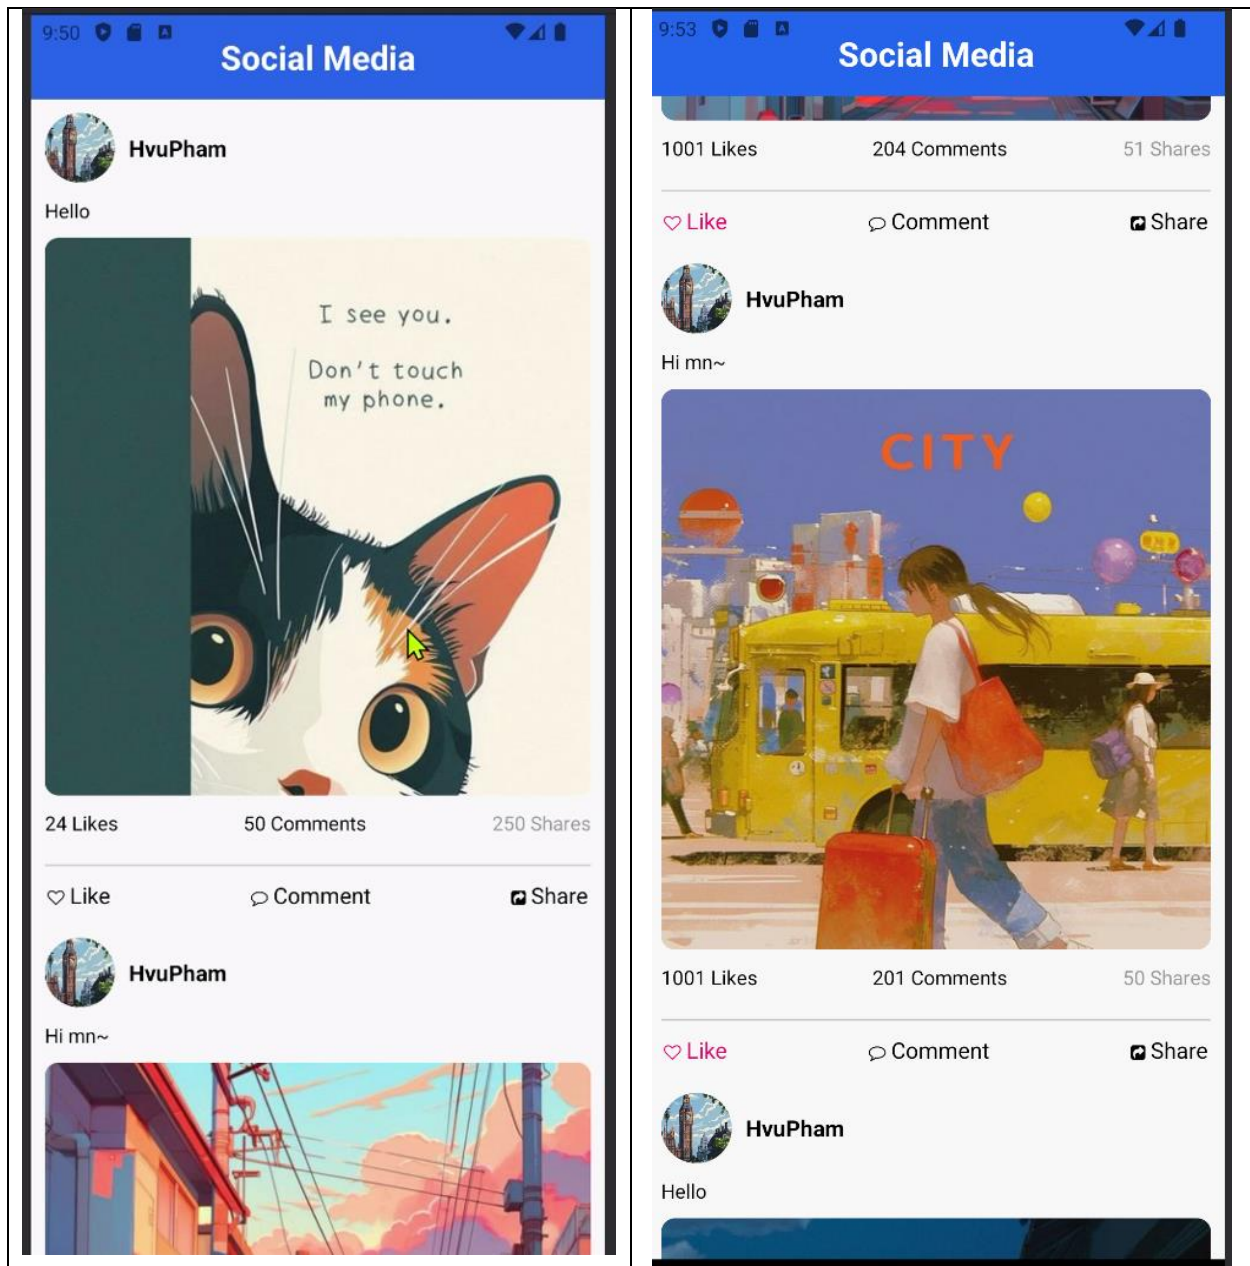 9:50
Social Media
HvuPham
Hello
I see you.
Don't touch
my phone.
24 Likes 50 Comments 250 Shares
Like Comment Share
HvuPham
Hi mn~
9:53
Social Media
1001 Likes 204 Comments 51 Shares
Like Comment Share
HvuPham
Hi mn~
CITY
1001 Likes 201 Comments 50 Shares
Like Comment Share
HvuPham
Hello